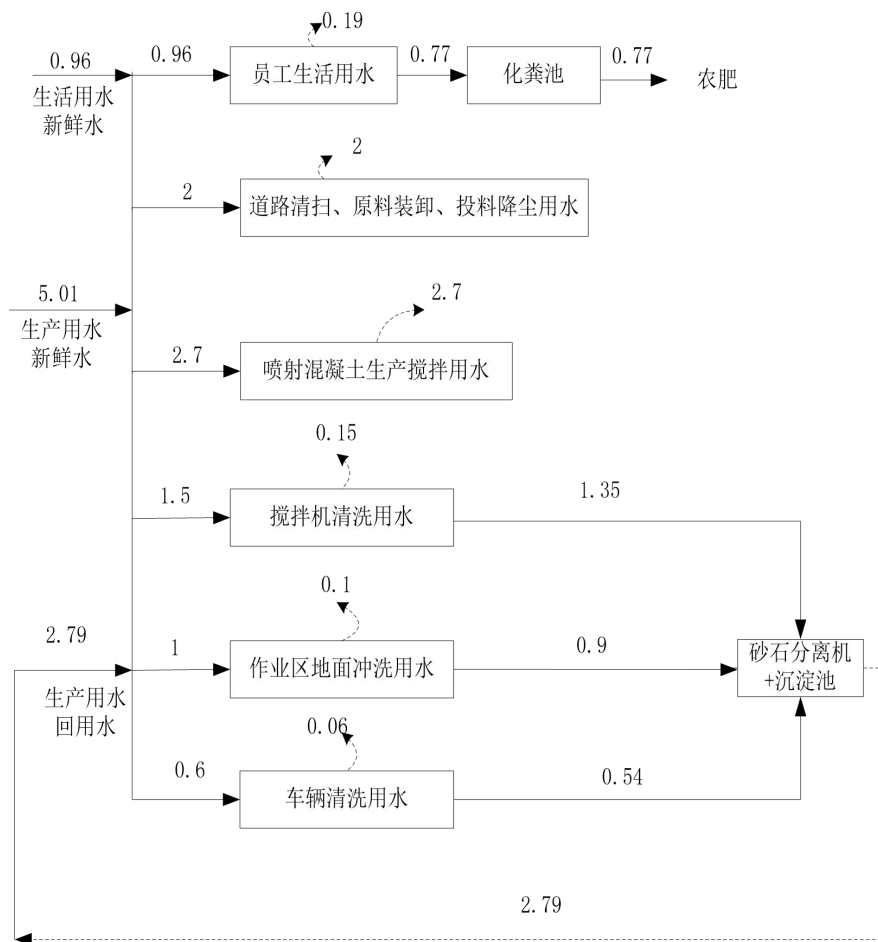 0.19
0.96
0.96
员工生活用水
0.77
化粪池
0.77
农肥
生活用水
新鲜水
2
2
道路清扫、原料装卸、投料降尘用水
5.01
生产用水
新鲜水
2.7
2.7
喷射混凝土生产搅拌用水
0.15
1.5
搅拌机清洗用水
1.35
0.1
2.79
1
作业区地面冲洗用水
0.9
砂石分离机
+沉淀池
生产用水
回用水
0.06
0.6
车辆清洗用水
0.54
2.79